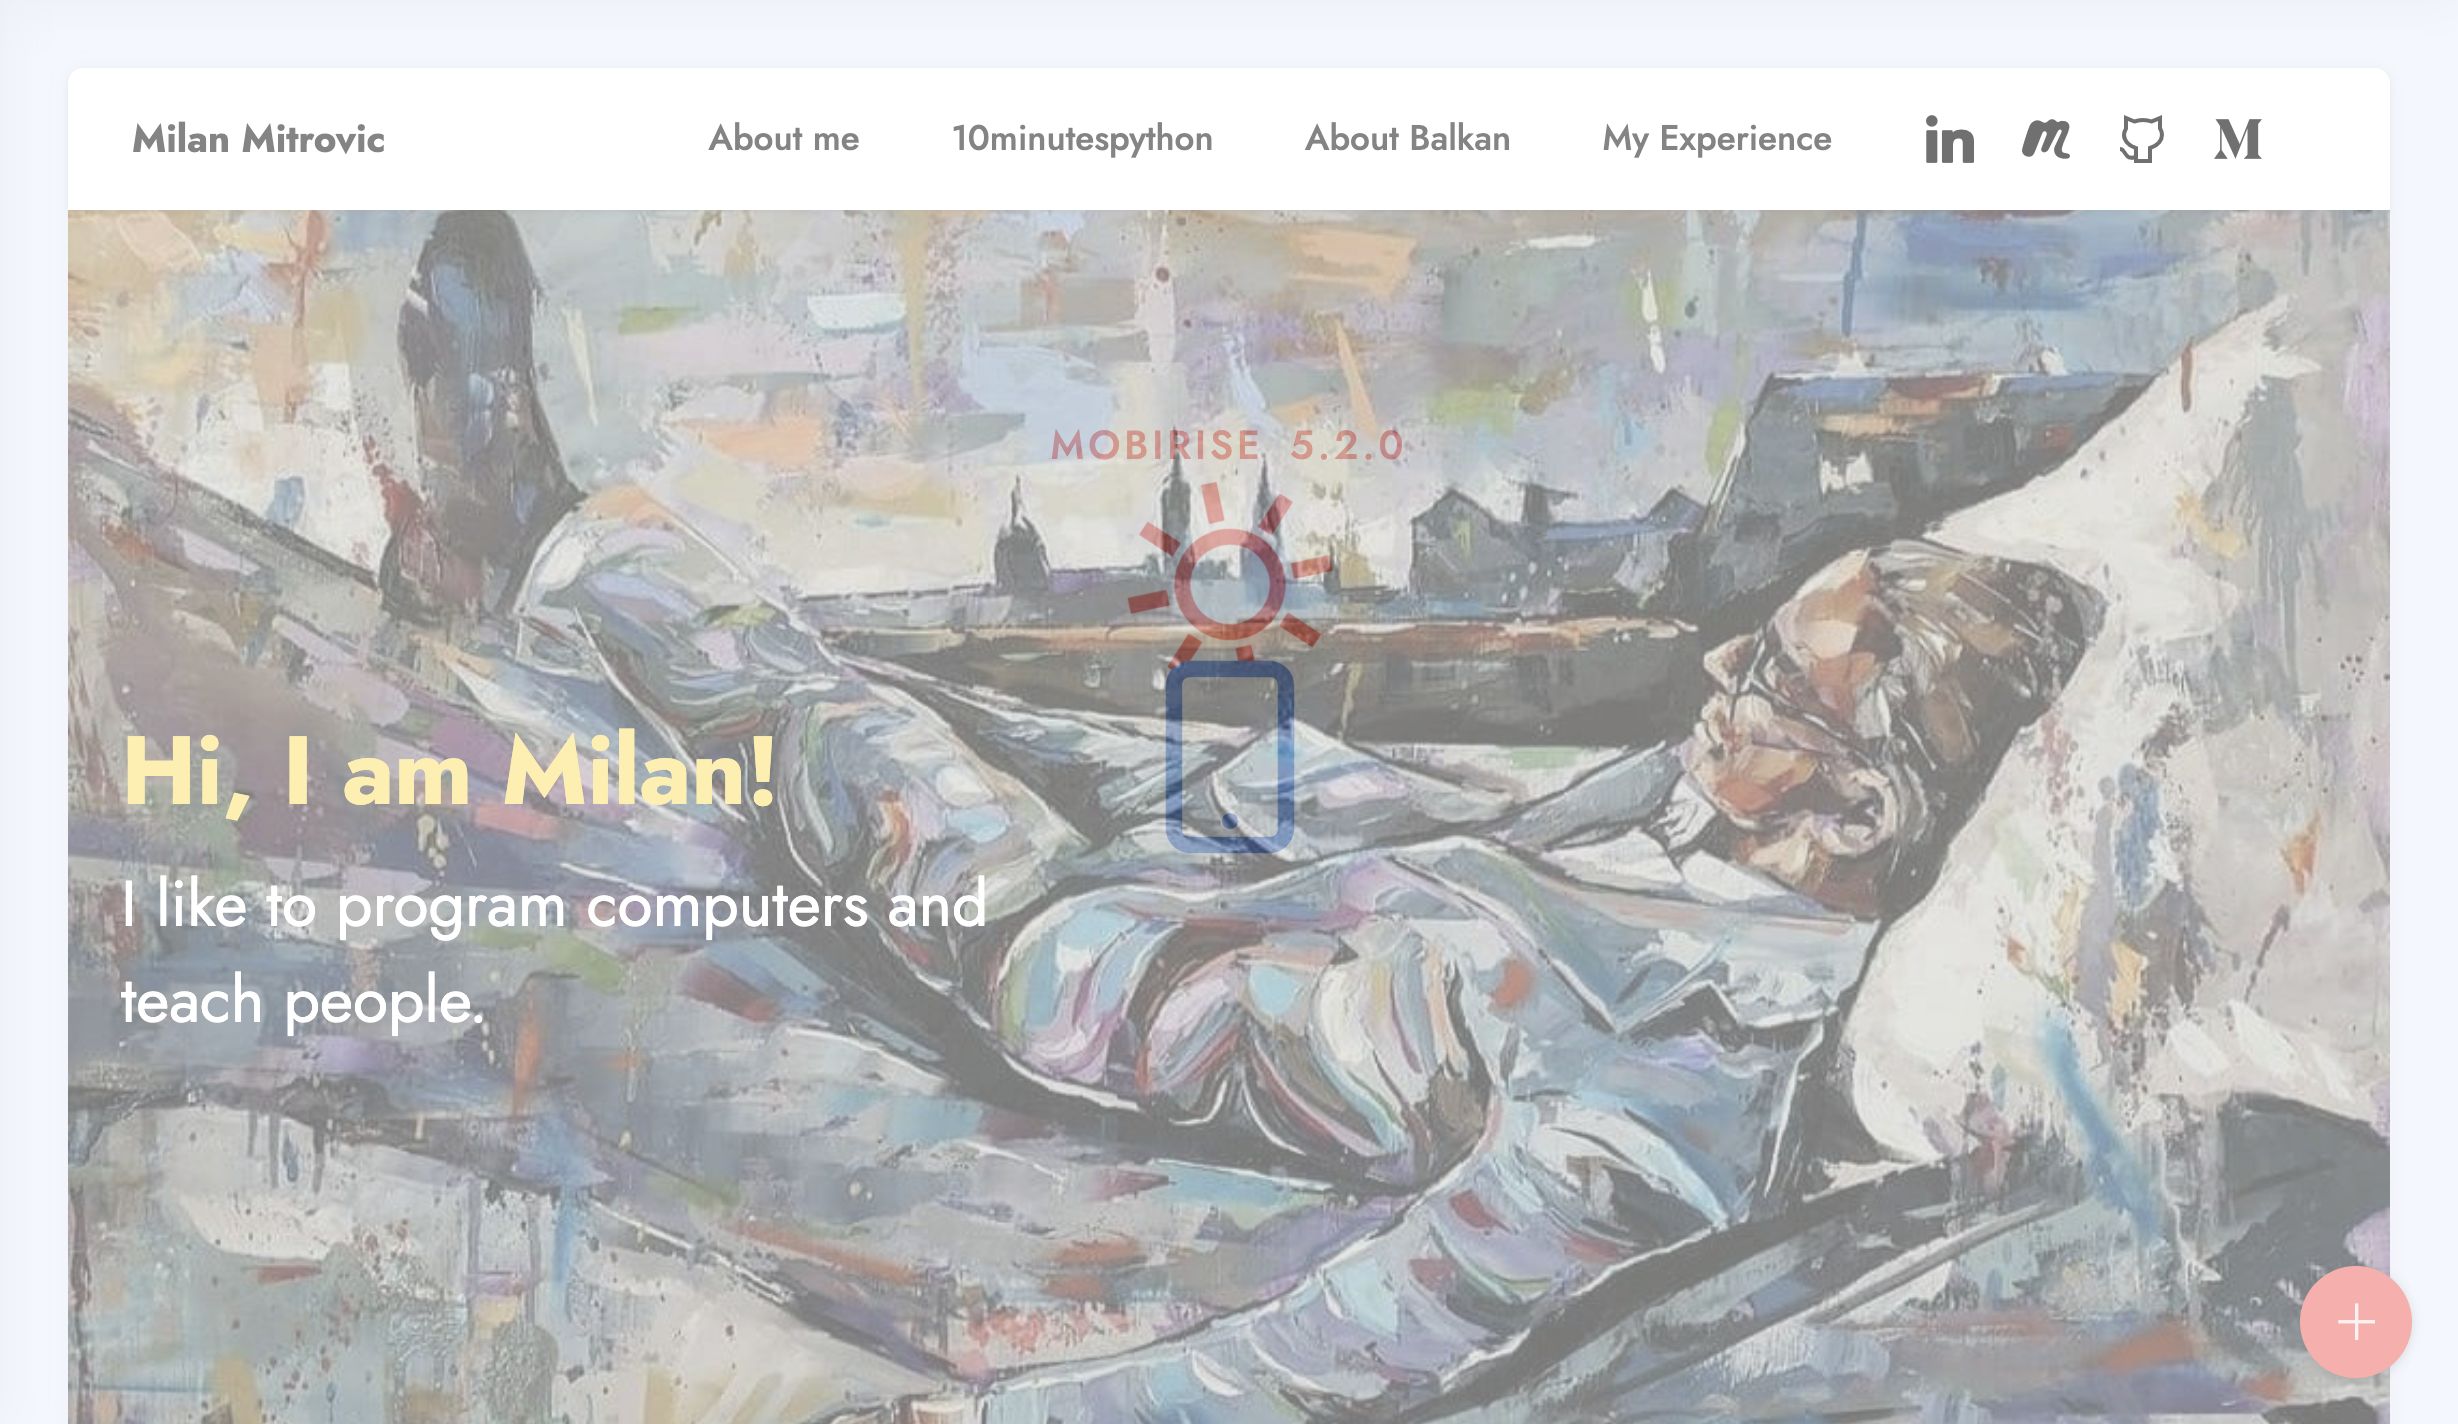 Milan Mitrovic
About me
10minutespython
About Balkan
My Experience
MOBIRISE 5.2.0
Hi, I am Milan!
I like to program computers and
teach people.